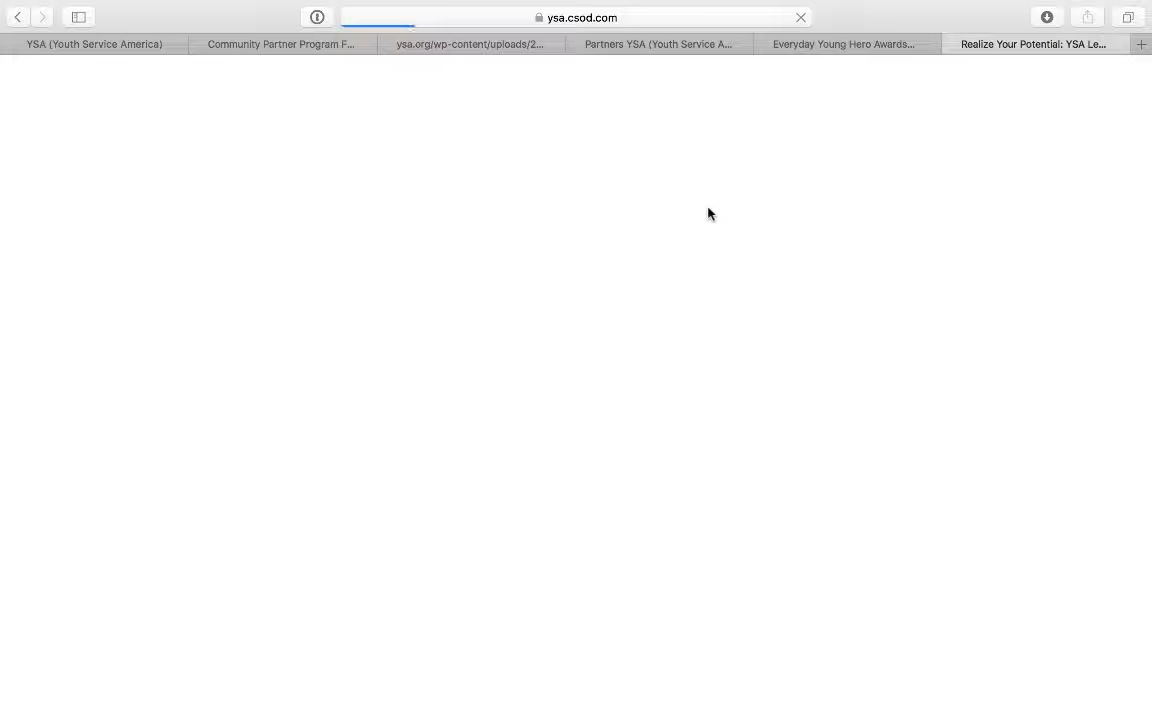 ysa.csod.com
YSA (Youth Service America)
Community Partner Program F...
ysa.org/wp-content/uploads/2...
Partners YSA (Youth Service A...
Everyday Young Hero Awards...
Realize Your Potential: YSA Le...